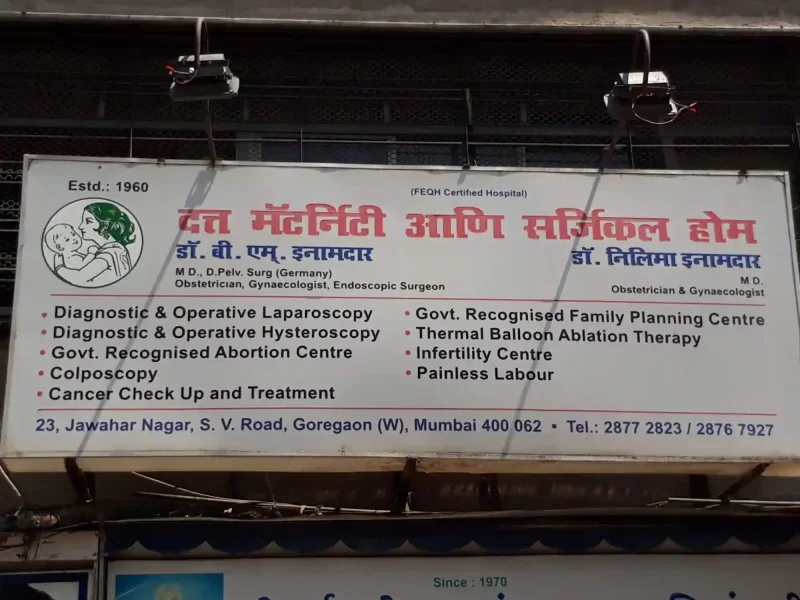 Estd.: 1960
(FEQH Certified Hospital)
दत्त मॅटर्निटी आणि सर्जिकल होम
डॉ. बी. एम्. इनामदार
डॉ. निलिमा इनामदार
M D., D.Pelv. Surg (Germany)
Obstetrician, Gynaecologist, Endoscopic Surgeon
M D.
Obstetrician & Gynaecologist
• Diagnostic & Operative Laparoscopy
• Diagnostic & Operative Hysteroscopy
• Govt. Recognised Abortion Centre
• Colposcopy
• Cancer Check Up and Treatment
• Govt. Recognised Family Planning Centre
• Thermal Balloon Ablation Therapy
• Infertility Centre
• Painless Labour
23, Jawahar Nagar, S. V. Road, Goregaon (W), Mumbai 400 062 • Tel.: 2877 2823 / 2876 7927
Since : 1970